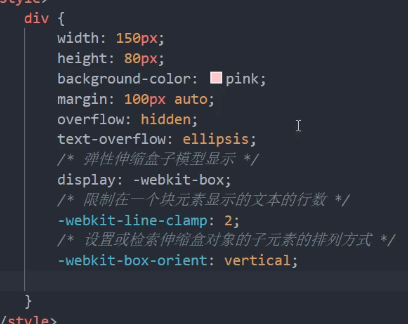 style>
div {
width: 150px;
height: 80px;
background-color: pink;
margin: 100px auto;
overflow: hidden;
text-overflow: ellipsis;
/* 弹性伸缩盒子模型显示 */
display: -webkit-box;
/* 限制在一个块元素显示的文本的行数 */
-webkit-line-clamp: 2;
/* 设置或检索伸缩盒对象的子元素的排列方式 */
-webkit-box-orient: vertical;
}
/style>